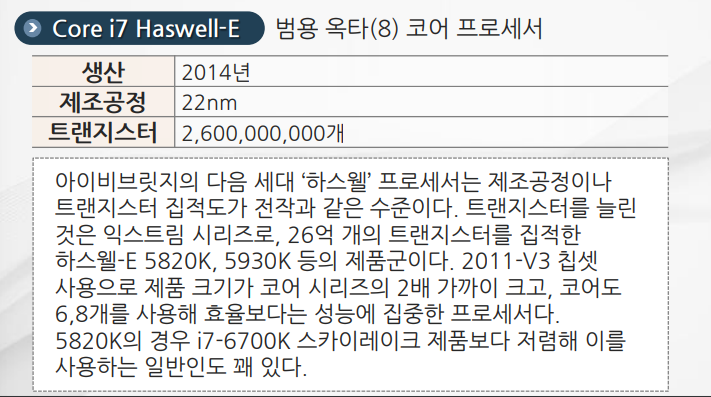 Core i7 Haswell-E 범용 옥타(8) 코어 프로세서
생산 2014년
제조공정 22nm
트랜지스터 2,600,000,000개
아이비브릿지의 다음 세대 ‘하스웰’ 프로세서는 제조공정이나
트랜지스터 집적도가 전작과 같은 수준이다. 트랜지스터를 늘린
것은 익스트림 시리즈로, 26억 개의 트랜지스터를 집적한
하스웰-E 5820K, 5930K 등의 제품군이다. 2011-V3 칩셋
사용으로 제품 크기가 코어 시리즈의 2배 가까이 크고, 코어도
6,8개를 사용해 효율보다는 성능에 집중한 프로세서다.
5820K의 경우 i7-6700K 스카이레이크 제품보다 저렴해 이를
사용하는 일반인도 꽤 있다.